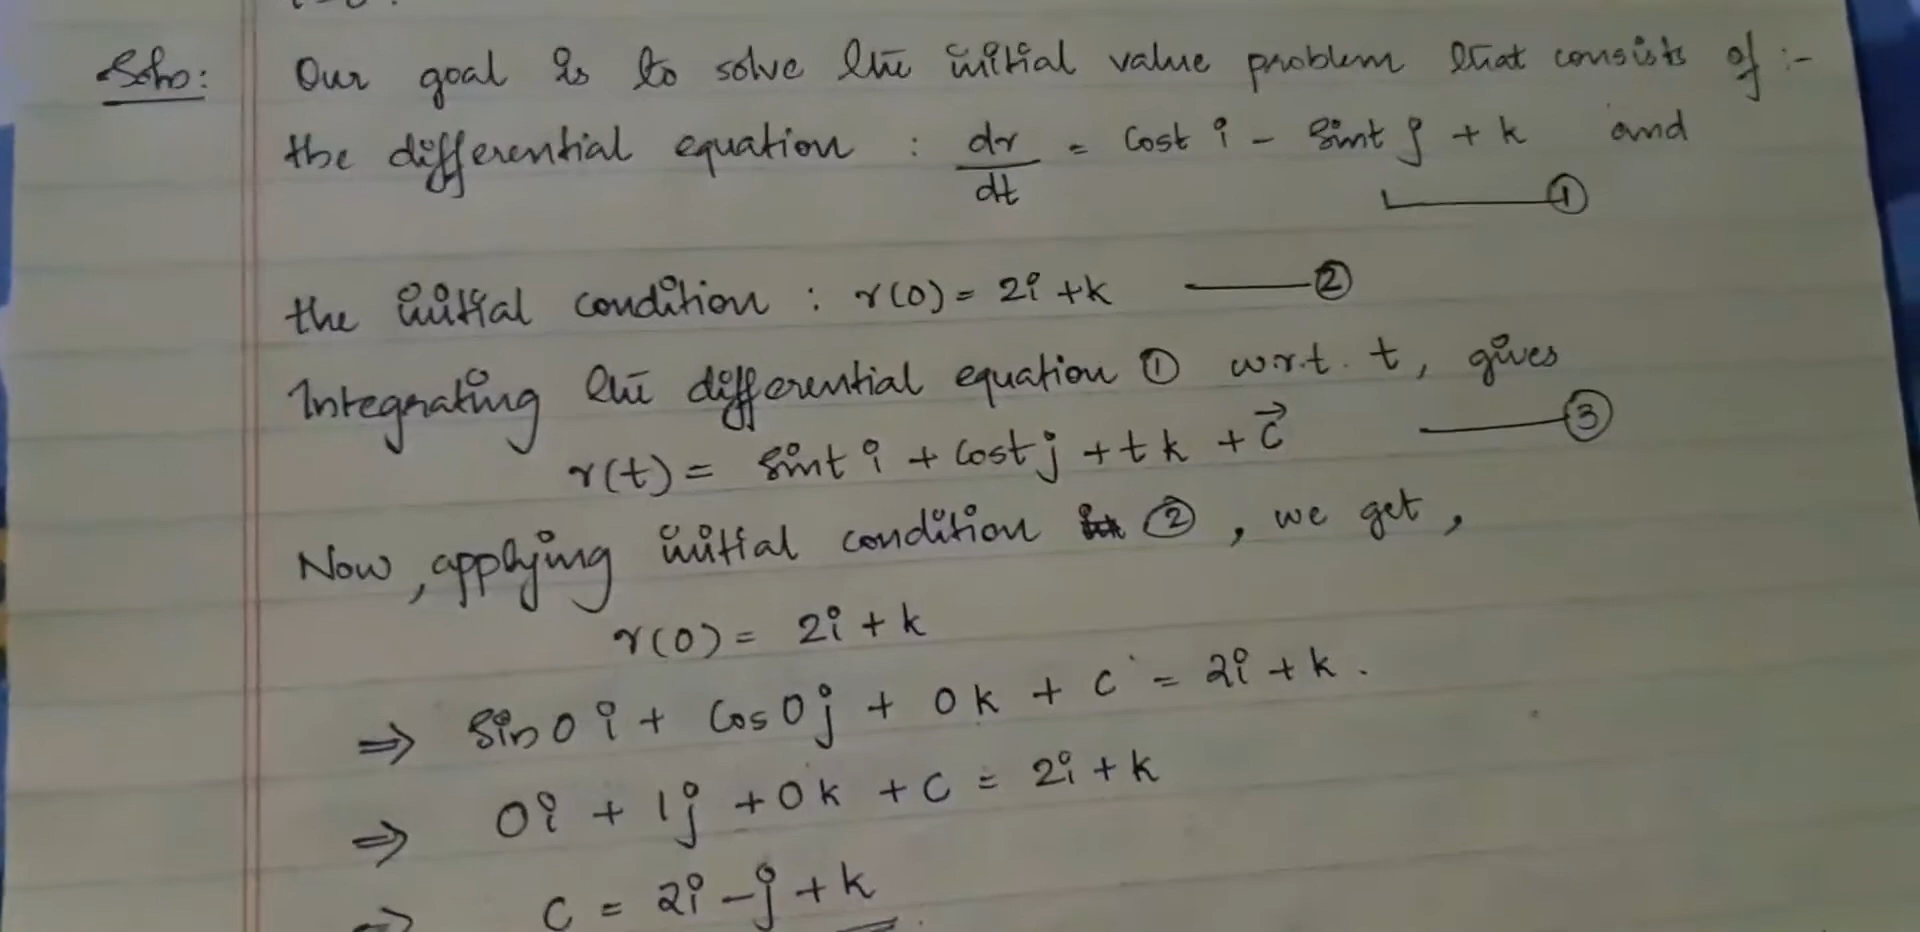 Soln: Our goal is to solve the initial value problem that consists of :-
the differential equation : dr/dt = Cost i - Sint j + k and
①
the initial condition : r(0) = 2i + k —— ②
Integrating the differential equation ① w.r.t. t, gives
r(t) = Sint i + Cost j + t k + C⃗ —— ③
Now, applying initial condition ②, we get,
r(0) = 2i + k
⇒ Sin 0 i + Cos 0 j + 0 k + C = 2i + k.
⇒ 0i + 1j + 0k + C = 2i + k
⇒ C = 2i - j + k